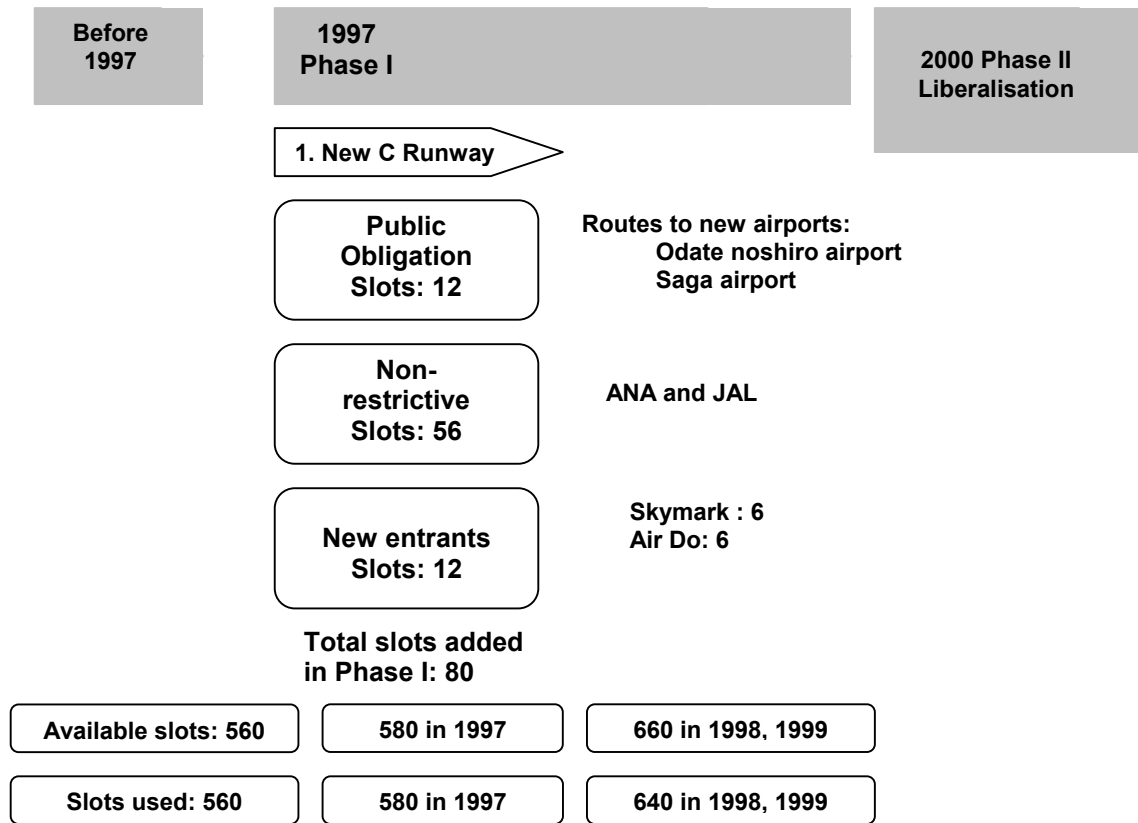 Before
1997
1997
Phase I
2000 Phase II
Liberalisation
1. New C Runway
Public
Obligation
Slots: 12
Routes to new airports:
Odate noshiro airport
Saga airport
Non-
restrictive
Slots: 56
ANA and JAL
New entrants
Slots: 12
Skymark : 6
Air Do: 6
Total slots added
in Phase I: 80
Available slots: 560
580 in 1997
660 in 1998, 1999
Slots used: 560
580 in 1997
640 in 1998, 1999